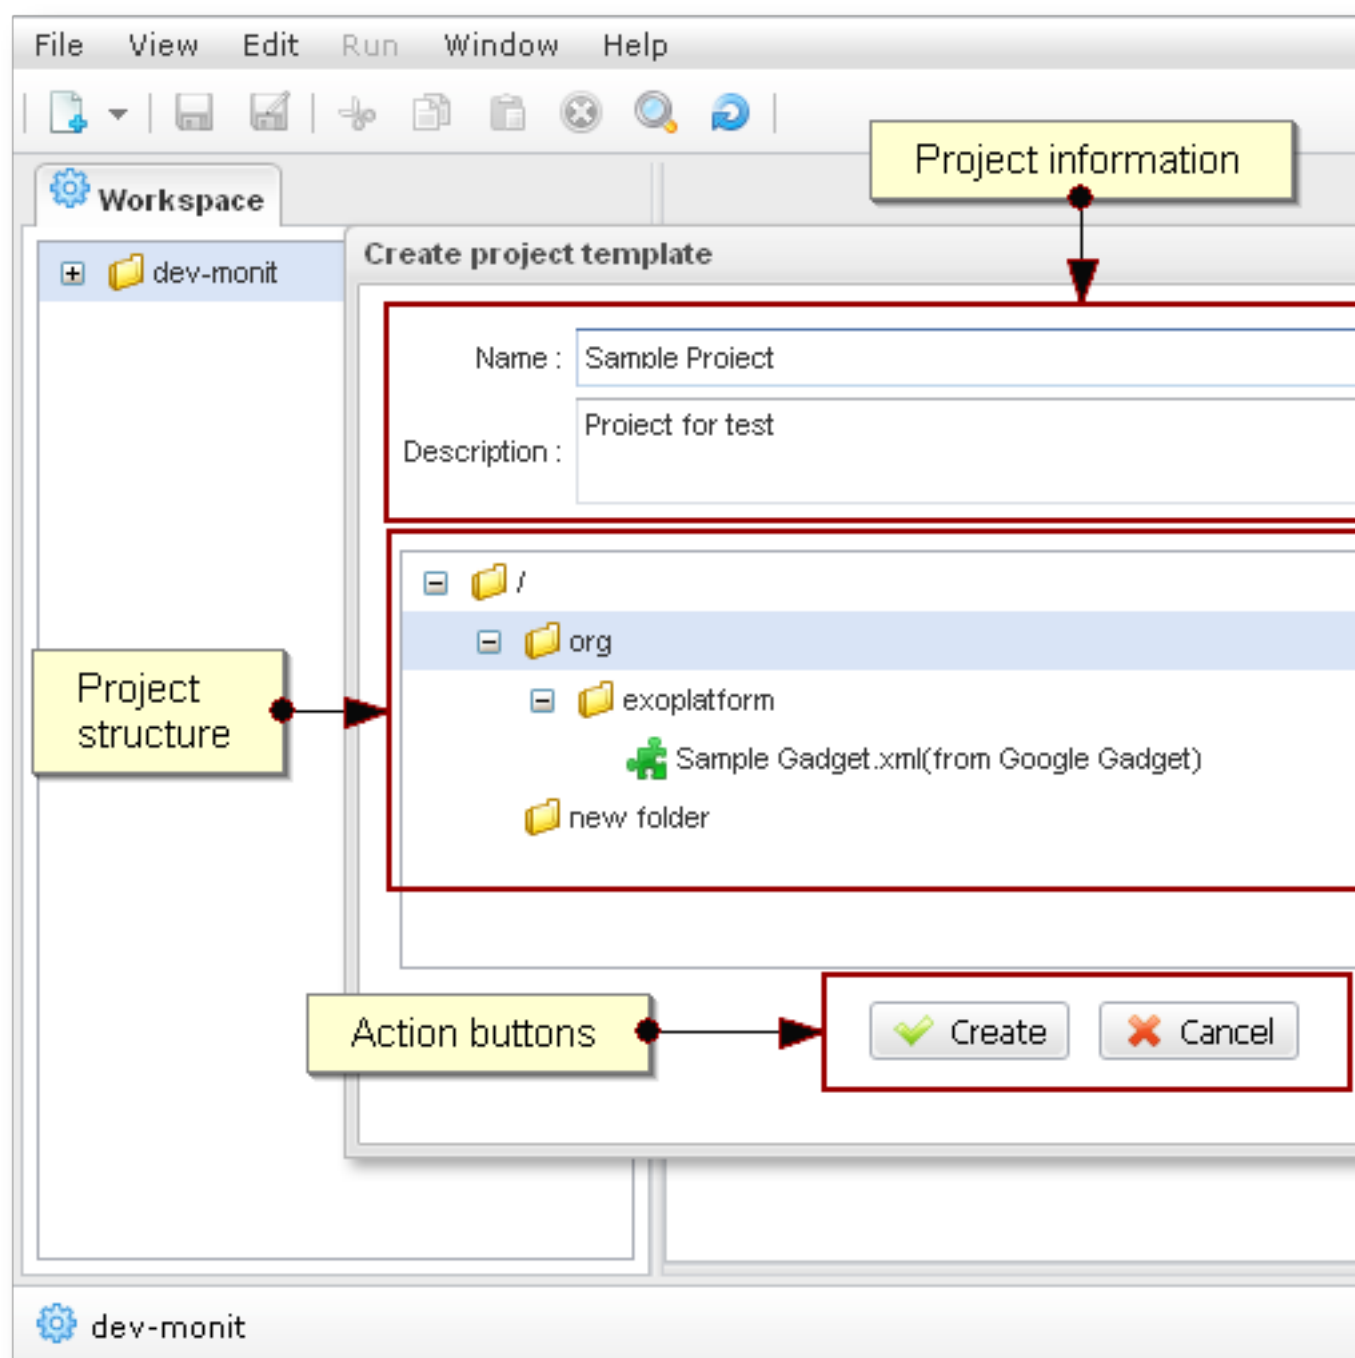 File View Edit Run Window Help
Project information
Workspace
Create project template
dev-monit
Name :
Sample Project
Project for test
Description :
/
org
Project
structure
exoplatform
Sample Gadget.xml(from Google Gadget)
new folder
Action buttons
Create
Cancel
dev-monit